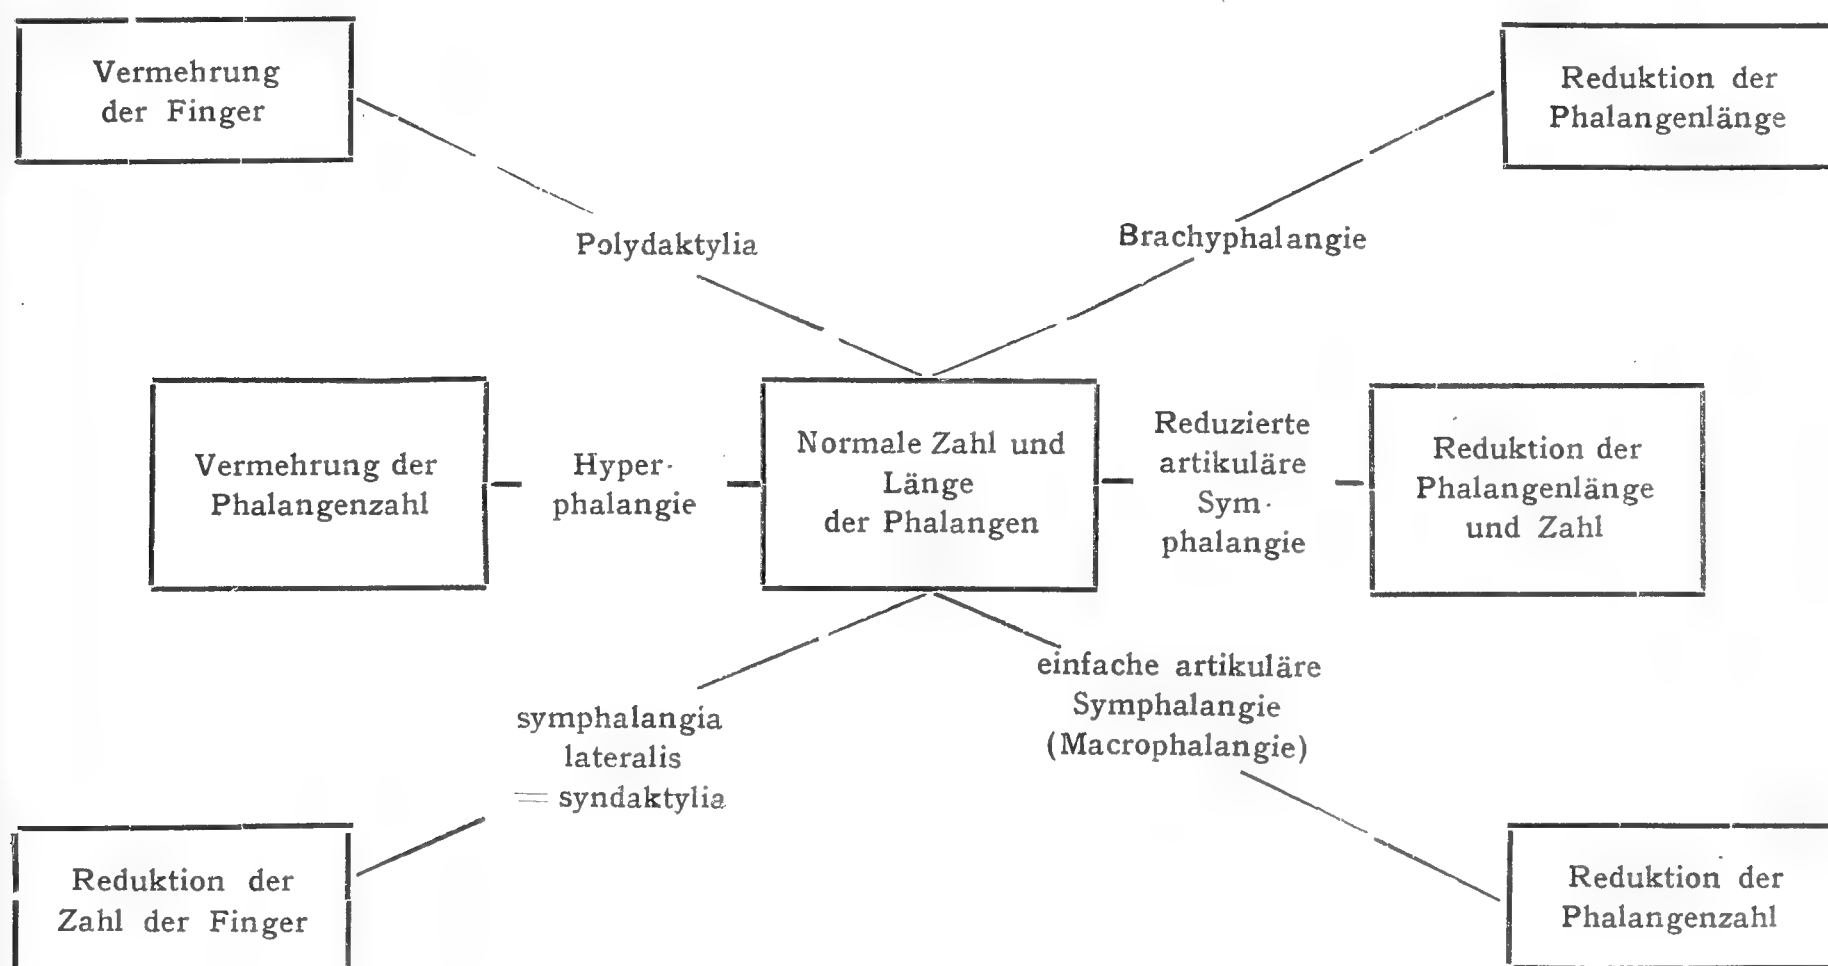 Vermehrung
der Finger
Reduktion der
Phalangenlänge
Polydaktylia
Brachyphalangie
Vermehrung der
Phalangenzahl
Hyper-
phalangie
Normale Zahl und
Länge
der Phalangen
Reduzierte
artikuläre
Sym-
phalangie
Reduktion der
Phalangenlänge
und Zahl
symphalangia
lateralis
= syndaktylia
einfache artikuläre
Symphalangie
(Macrophalangie)
Reduktion der
Zahl der Finger
Reduktion der
Phalangenzahl